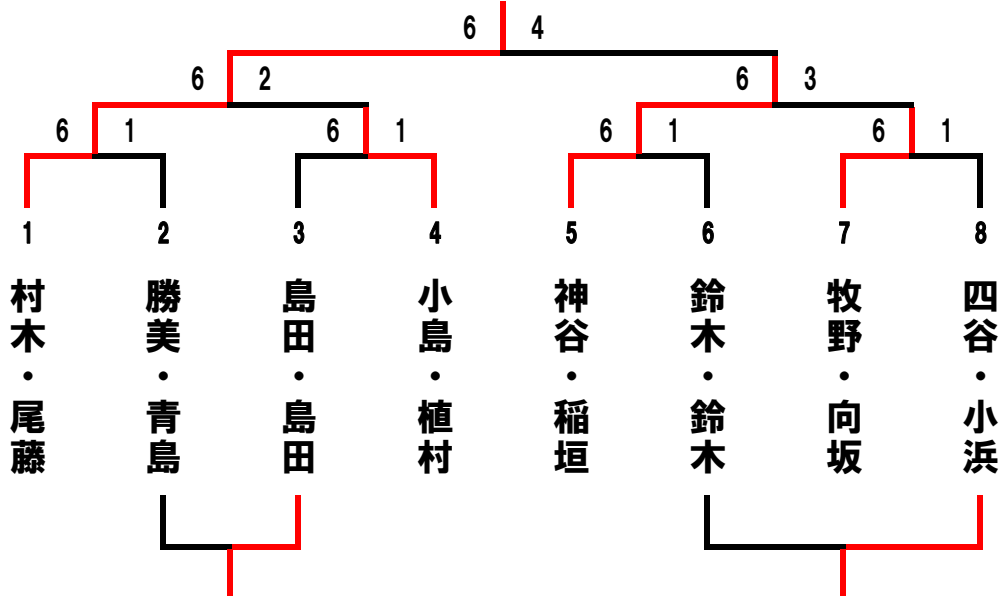 6 4
6 2 6 3
6 1 6 1 6 1 6 1
1 2 3 4 5 6 7 8
村木・尾藤
勝美・青島
島田・島田
小島・植村
神谷・稲垣
鈴木・鈴木
牧野・向坂
四谷・小浜